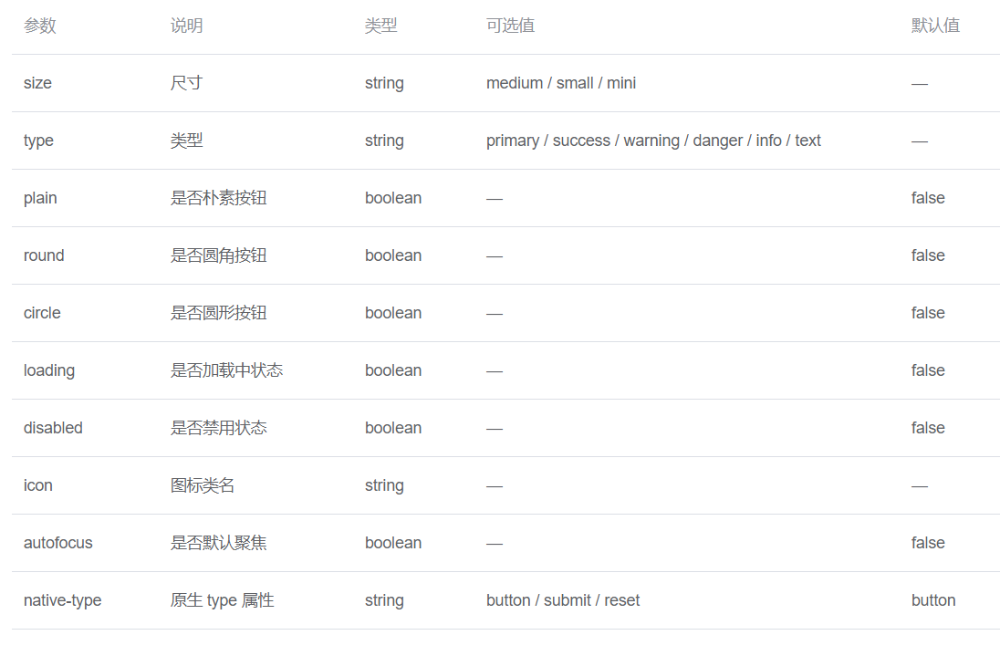 参数 说明 类型 可选值 默认值
size 尺寸 string medium / small / mini —
type 类型 string primary / success / warning / danger / info / text —
plain 是否朴素按钮 boolean — false
round 是否圆角按钮 boolean — false
circle 是否圆形按钮 boolean — false
loading 是否加载中状态 boolean — false
disabled 是否禁用状态 boolean — false
icon 图标类名 string — —
autofocus 是否默认聚焦 boolean — false
native-type 原生 type 属性 string button / submit / reset button